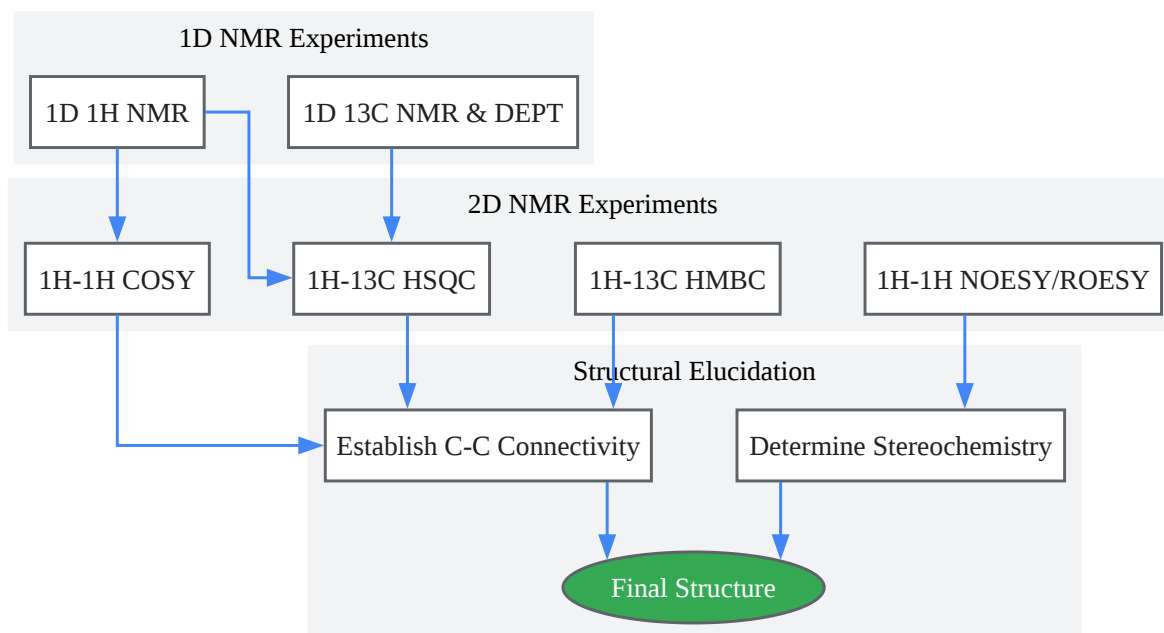 1D NMR Experiments
1D 1H NMR
1D 13C NMR & DEPT
2D NMR Experiments
1H-1H COSY
1H-13C HSQC
1H-13C HMBC
1H-1H NOESY/ROESY
Structural Elucidation
Establish C-C Connectivity
Determine Stereochemistry
Final Structure